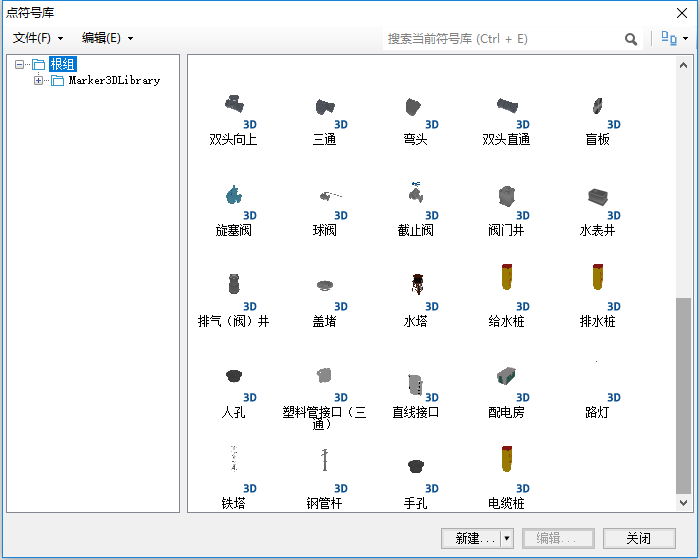 点符号库
文件(F)
编辑(E)
搜索当前符号库 (Ctrl + E)
根组
Marker3DLibrary
3D 3D 3D 3D 3D
双头向上 三通 弯头 双头直通 盲板
3D 3D 3D 3D 3D
旋塞阀 球阀 截止阀 阀门井 水表井
3D 3D 3D 3D 3D
排气（阀）井 盖堵 水塔 给水桩 排水桩
3D 3D 3D 3D 3D
人孔 塑料管接口（三通） 直线接口 配电房 路灯
3D 3D 3D 3D
铁塔 钢管杆 手孔 电缆桩
新建... 编辑... 关闭